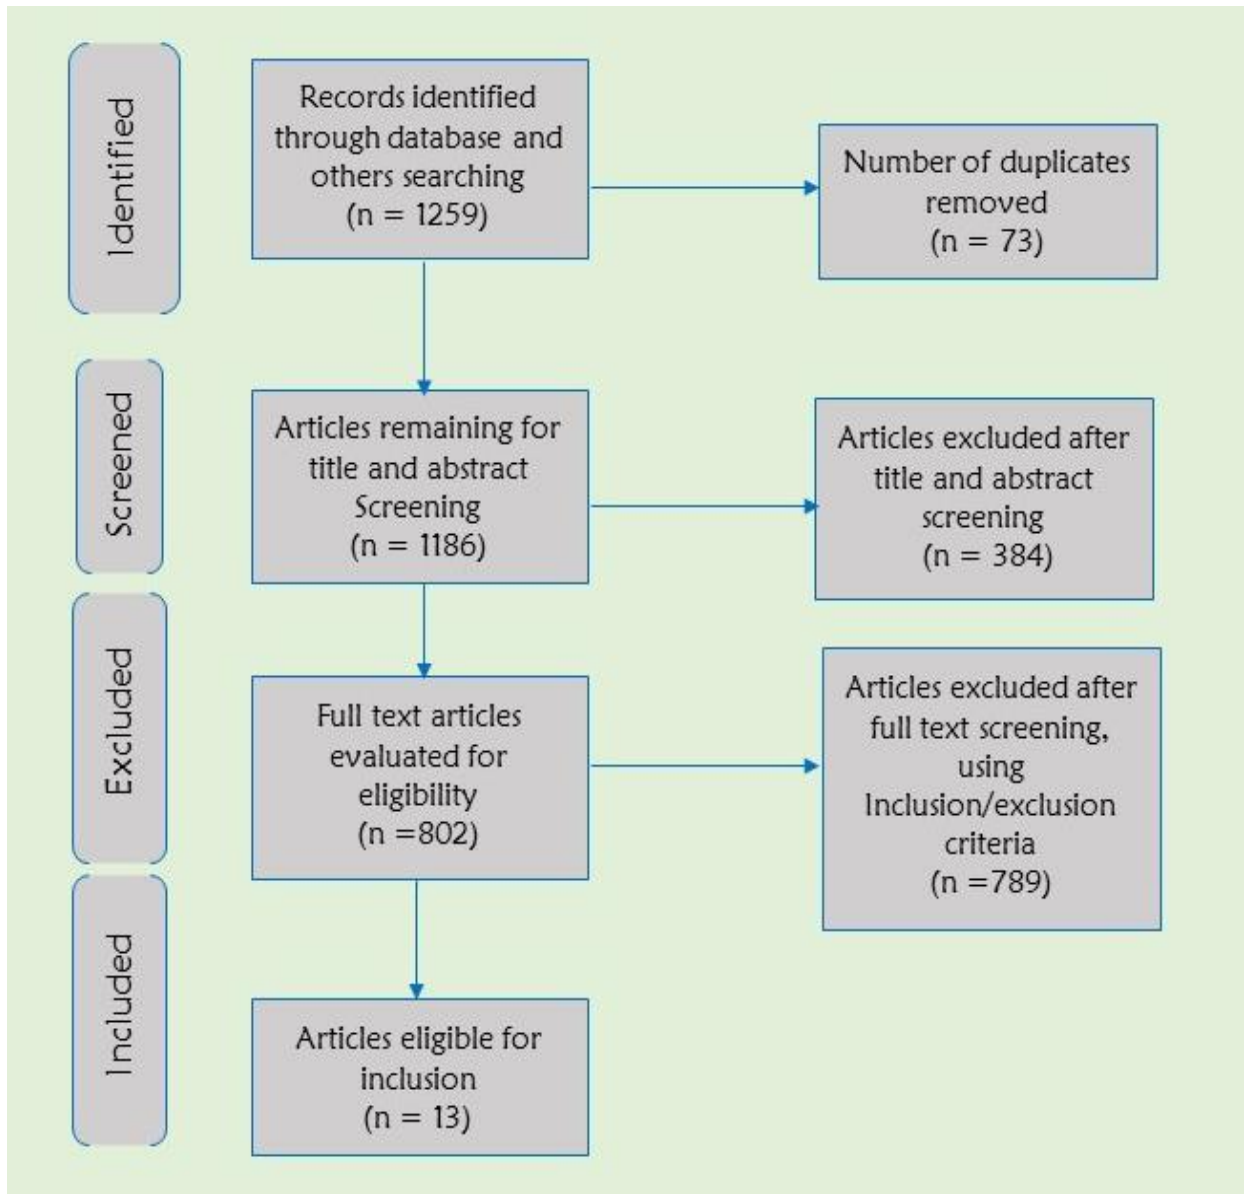 Identified
Records identified
through database and
others searching
(n = 1259)
Number of duplicates
removed
(n = 73)
Screened
Articles remaining for
title and abstract
Screening
(n = 1186)
Articles excluded after
title and abstract
screening
(n = 384)
Excluded
Full text articles
evaluated for
eligibility
(n =802)
Articles excluded after
full text screening,
using
Inclusion/exclusion
criteria
(n =789)
Included
Articles eligible for
inclusion
(n = 13)